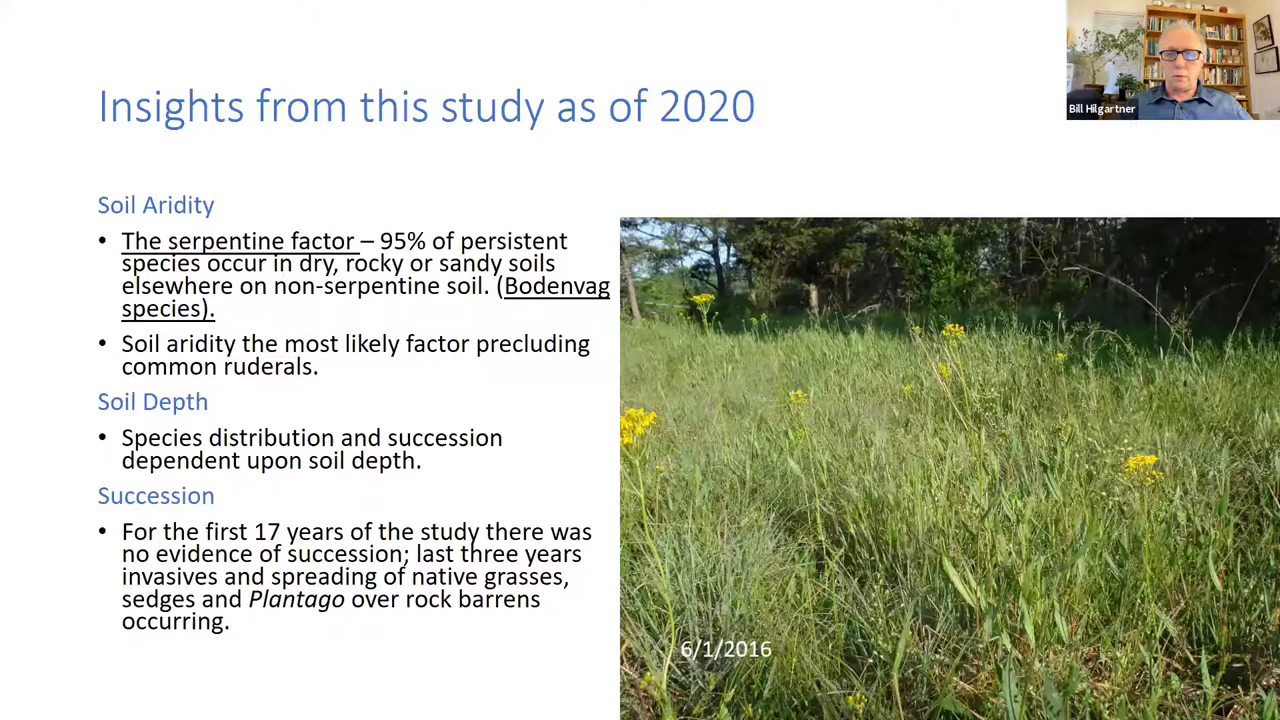 Bill Hilgartner
Insights from this study as of 2020
Soil Aridity
• The serpentine factor – 95% of persistent
species occur in dry, rocky or sandy soils
elsewhere on non-serpentine soil. (Bodenvag
species).
• Soil aridity the most likely factor precluding
common ruderals.
Soil Depth
• Species distribution and succession
dependent upon soil depth.
Succession
• For the first 17 years of the study there was
no evidence of succession; last three years
invasives and spreading of native grasses,
sedges and Plantago over rock barrens
occurring.
6/1/2016